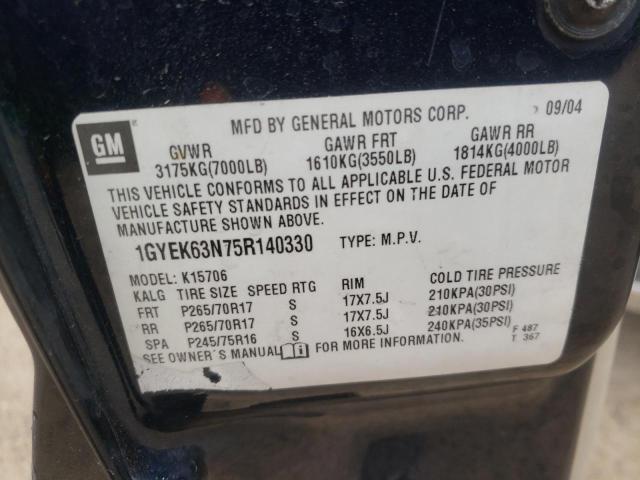 GM
MFD BY GENERAL MOTORS CORP. 09/04
GVWR GAWR FRT GAWR RR
3175KG(7000LB) 1610KG(3550LB) 1814KG(4000LB)
THIS VEHICLE CONFORMS TO ALL APPLICABLE U.S. FEDERAL MOTOR
VEHICLE SAFETY STANDARDS IN EFFECT ON THE DATE OF
MANUFACTURE SHOWN ABOVE.
1GYEK63N75R140330 TYPE: M.P.V.
MODEL: K15706
KALG TIRE SIZE SPEED RTG RIM COLD TIRE PRESSURE
FRT P265/70R17 S 17X7.5J 210KPA(30PSI)
RR P265/70R17 S 17X7.5J 210KPA(30PSI)
SPA P245/75R16 S 16X6.5J 240KPA(35PSI)
F 487
SEE OWNER'S MANUAL FOR MORE INFORMATION. T 367